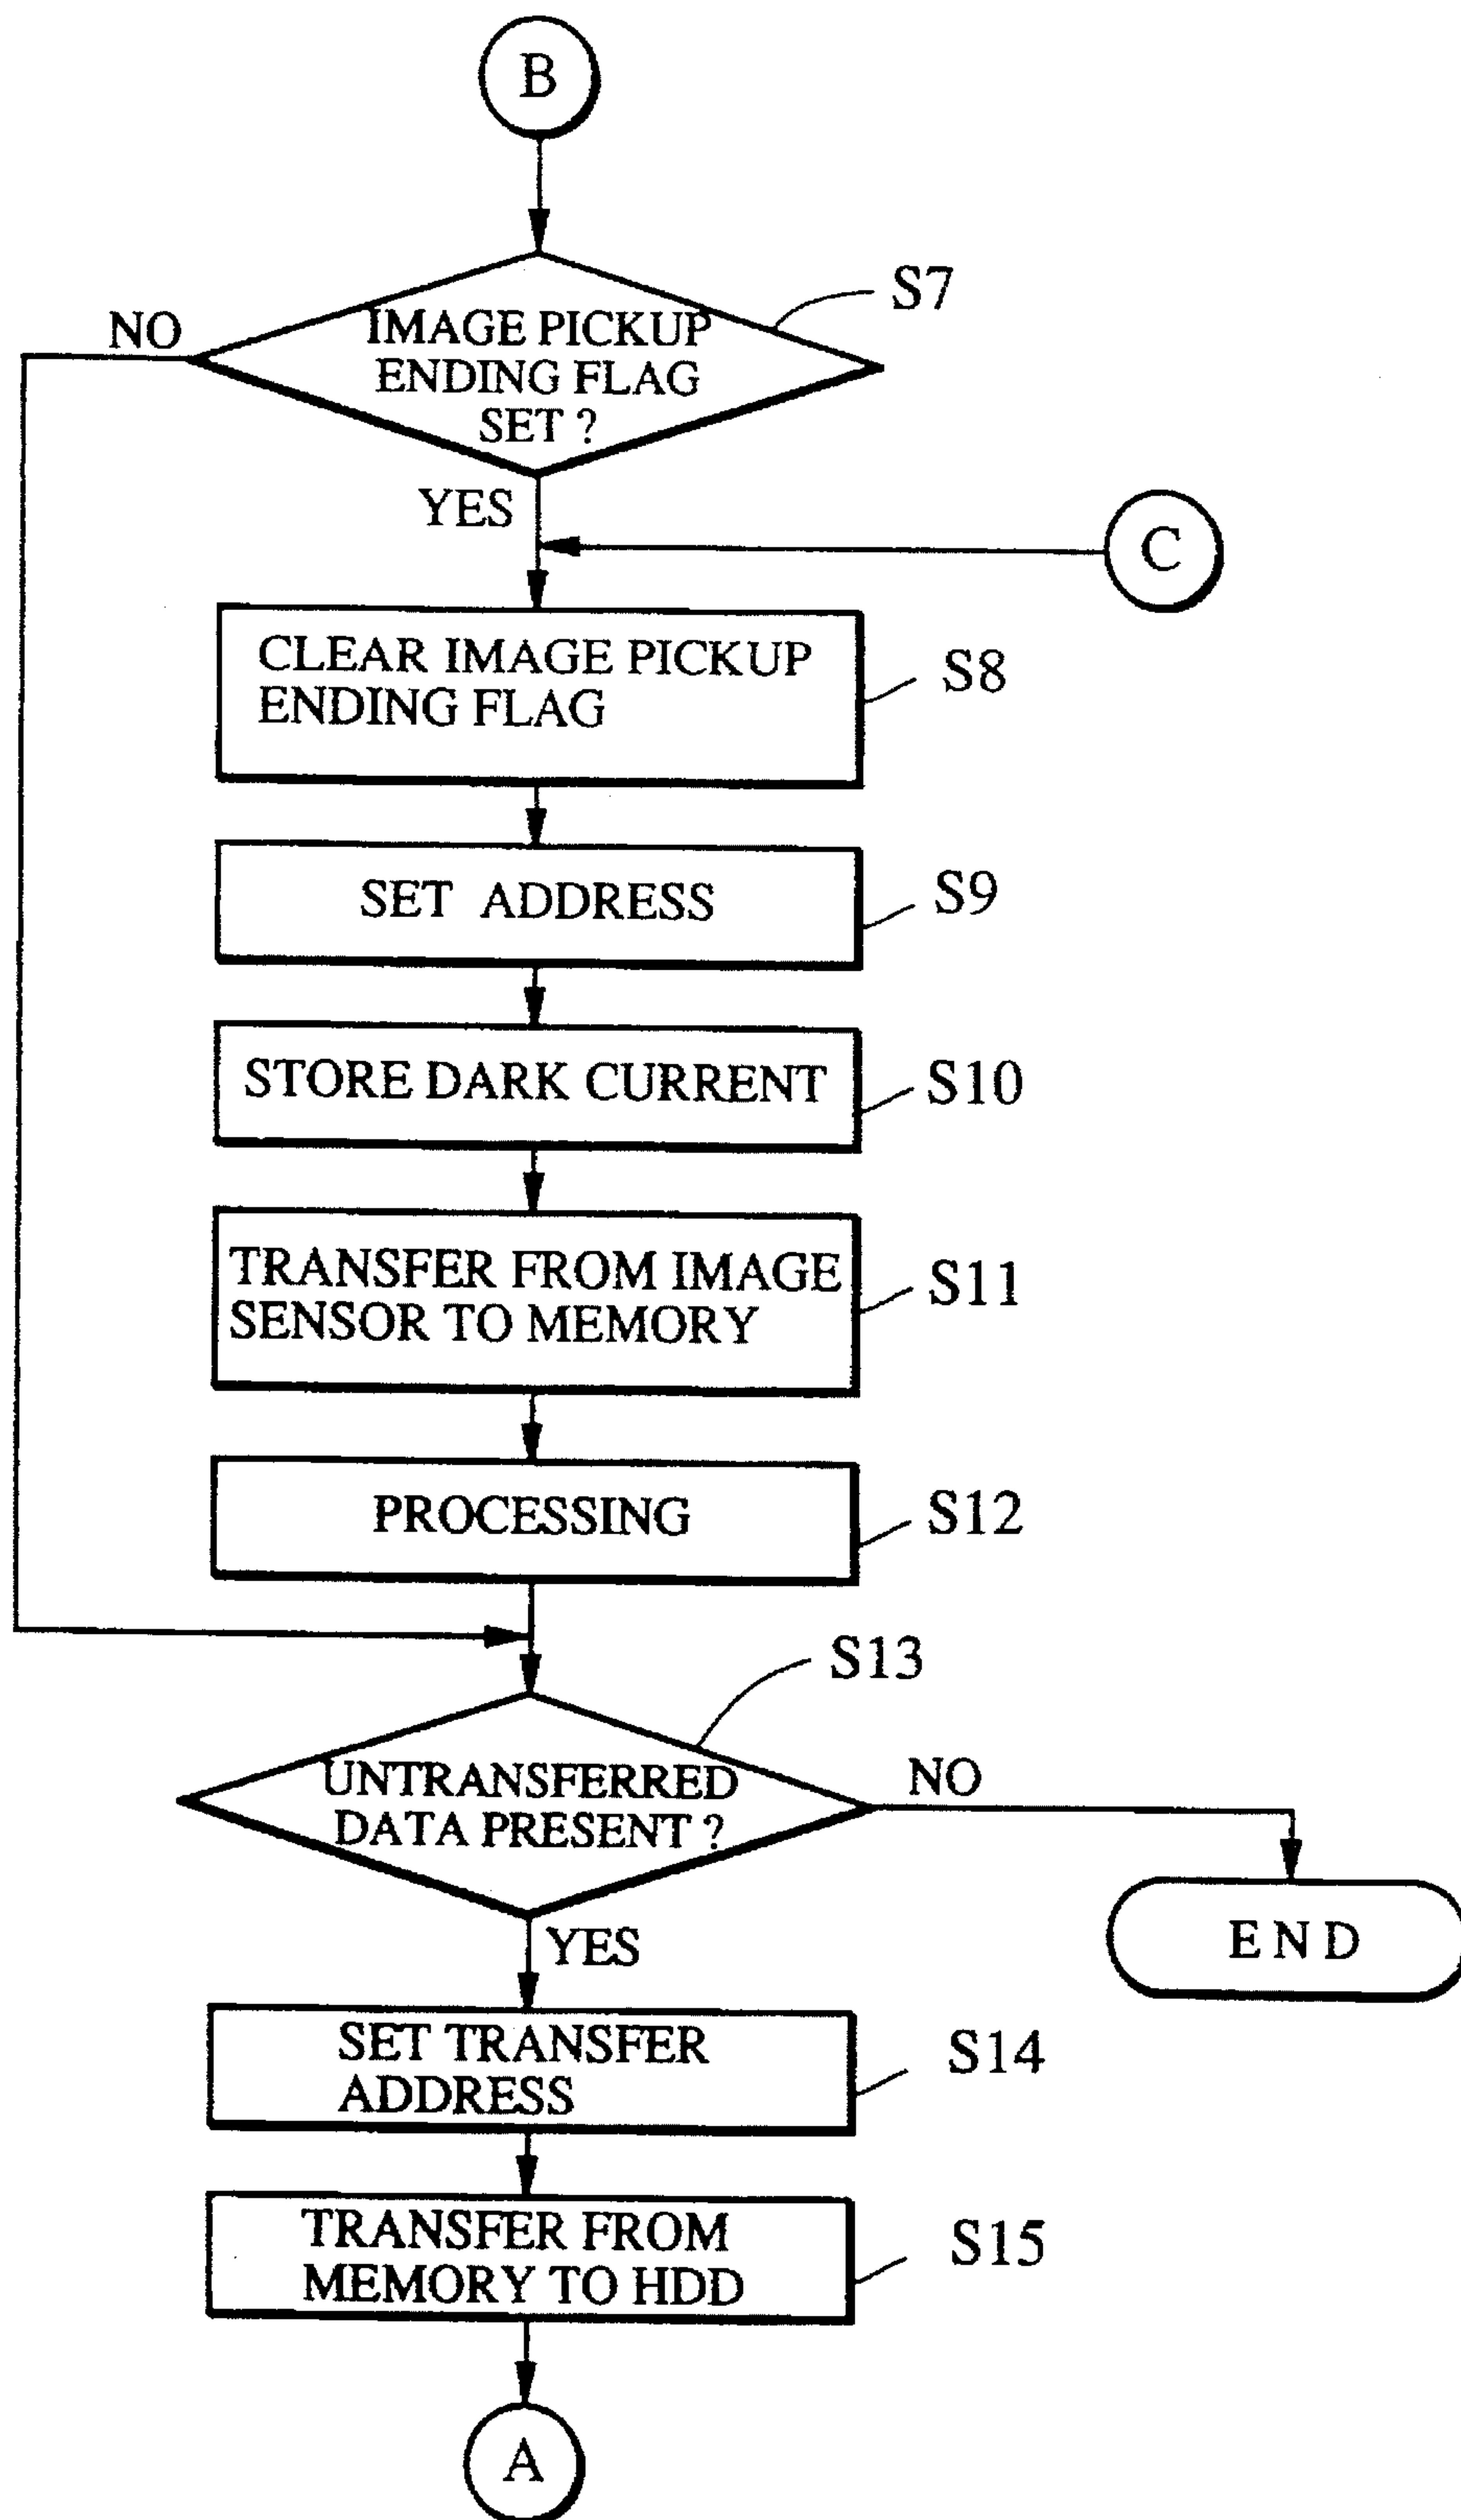 B
S7
NO
IMAGE PICKUP
ENDING FLAG
SET ?
YES
C
CLEAR IMAGE PICKUP
ENDING FLAG
S8
SET ADDRESS
S9
STORE DARK CURRENT
S10
TRANSFER FROM IMAGE
SENSOR TO MEMORY
S11
PROCESSING
S12
S13
UNTRANSFERRED
DATA PRESENT ?
NO
END
YES
SET TRANSFER
ADDRESS
S14
TRANSFER FROM
MEMORY TO HDD
S15
A